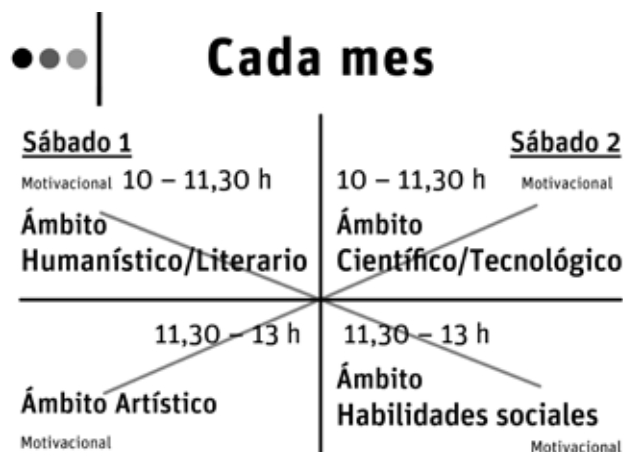 Cada mes
Sábado 1
Motivacional 10 – 11,30 h
Ámbito
Humanístico/Literario
Sábado 2
10 – 11,30 h Motivacional
Ámbito
Científico/Tecnológico
11,30 – 13 h
Ámbito Artístico
Motivacional
11,30 – 13 h
Ámbito
Habilidades sociales
Motivacional